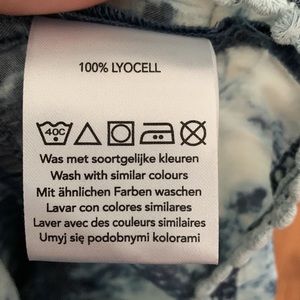 100% LYOCELL
40C
Was met soortgelijke kleuren
Wash with similar colours
Mit ähnlichen Farben waschen
Lavar con colores similares
Laver avec des couleurs similaires
Umyj się podobnymi kolorami